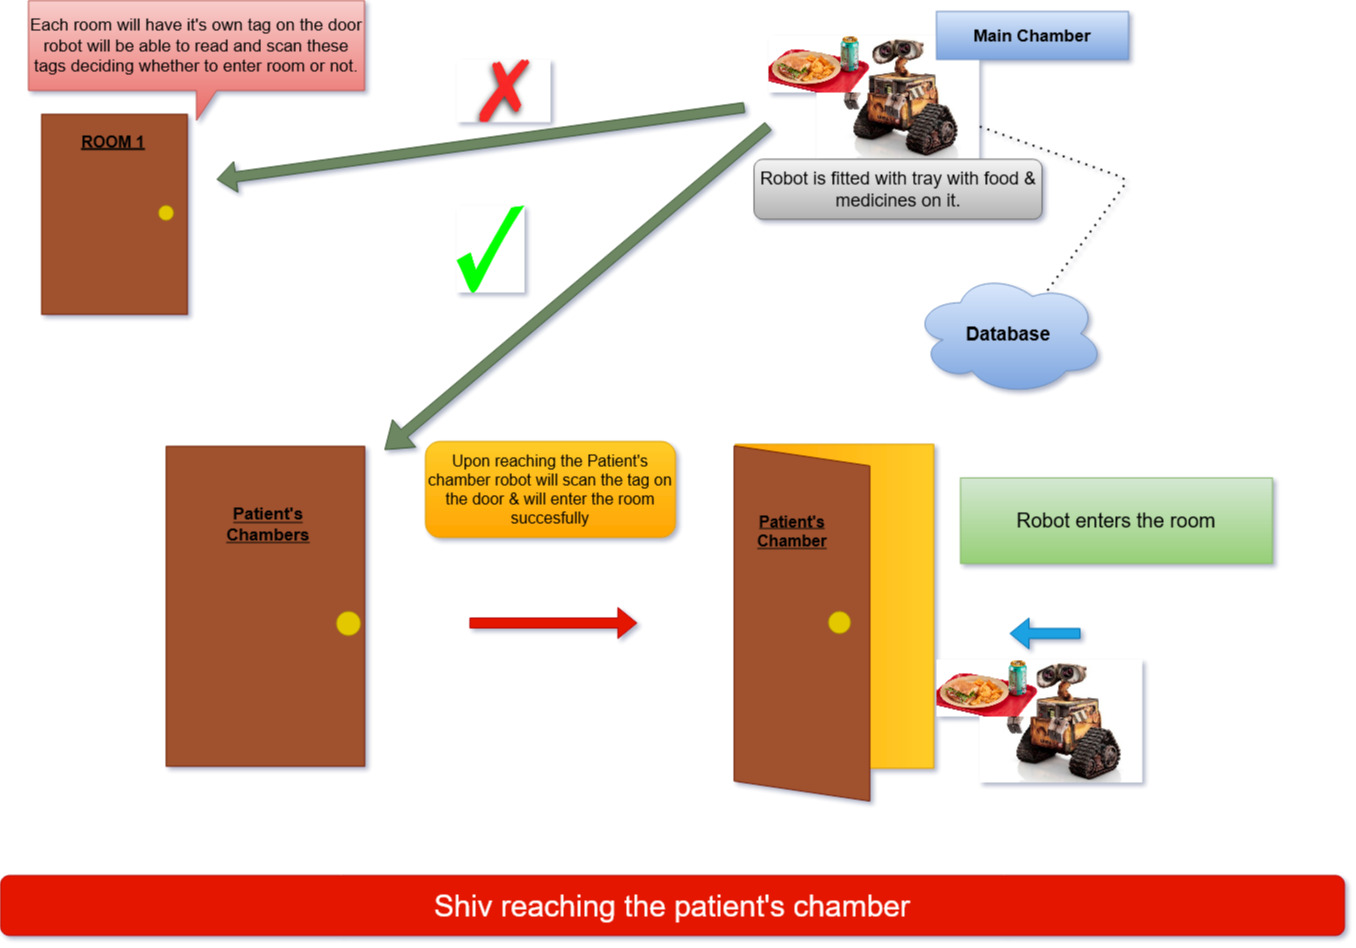 Each room will have it's own tag on the door
robot will be able to read and scan these
tags deciding whether to enter room or not.
Main Chamber
ROOM 1
Robot is fitted with tray with food &
medicines on it.
Database
Patient's
Chambers
Upon reaching the Patient's
chamber robot will scan the tag on
the door & will enter the room
succesfully
Patient's
Chamber
Robot enters the room
Shiv reaching the patient's chamber